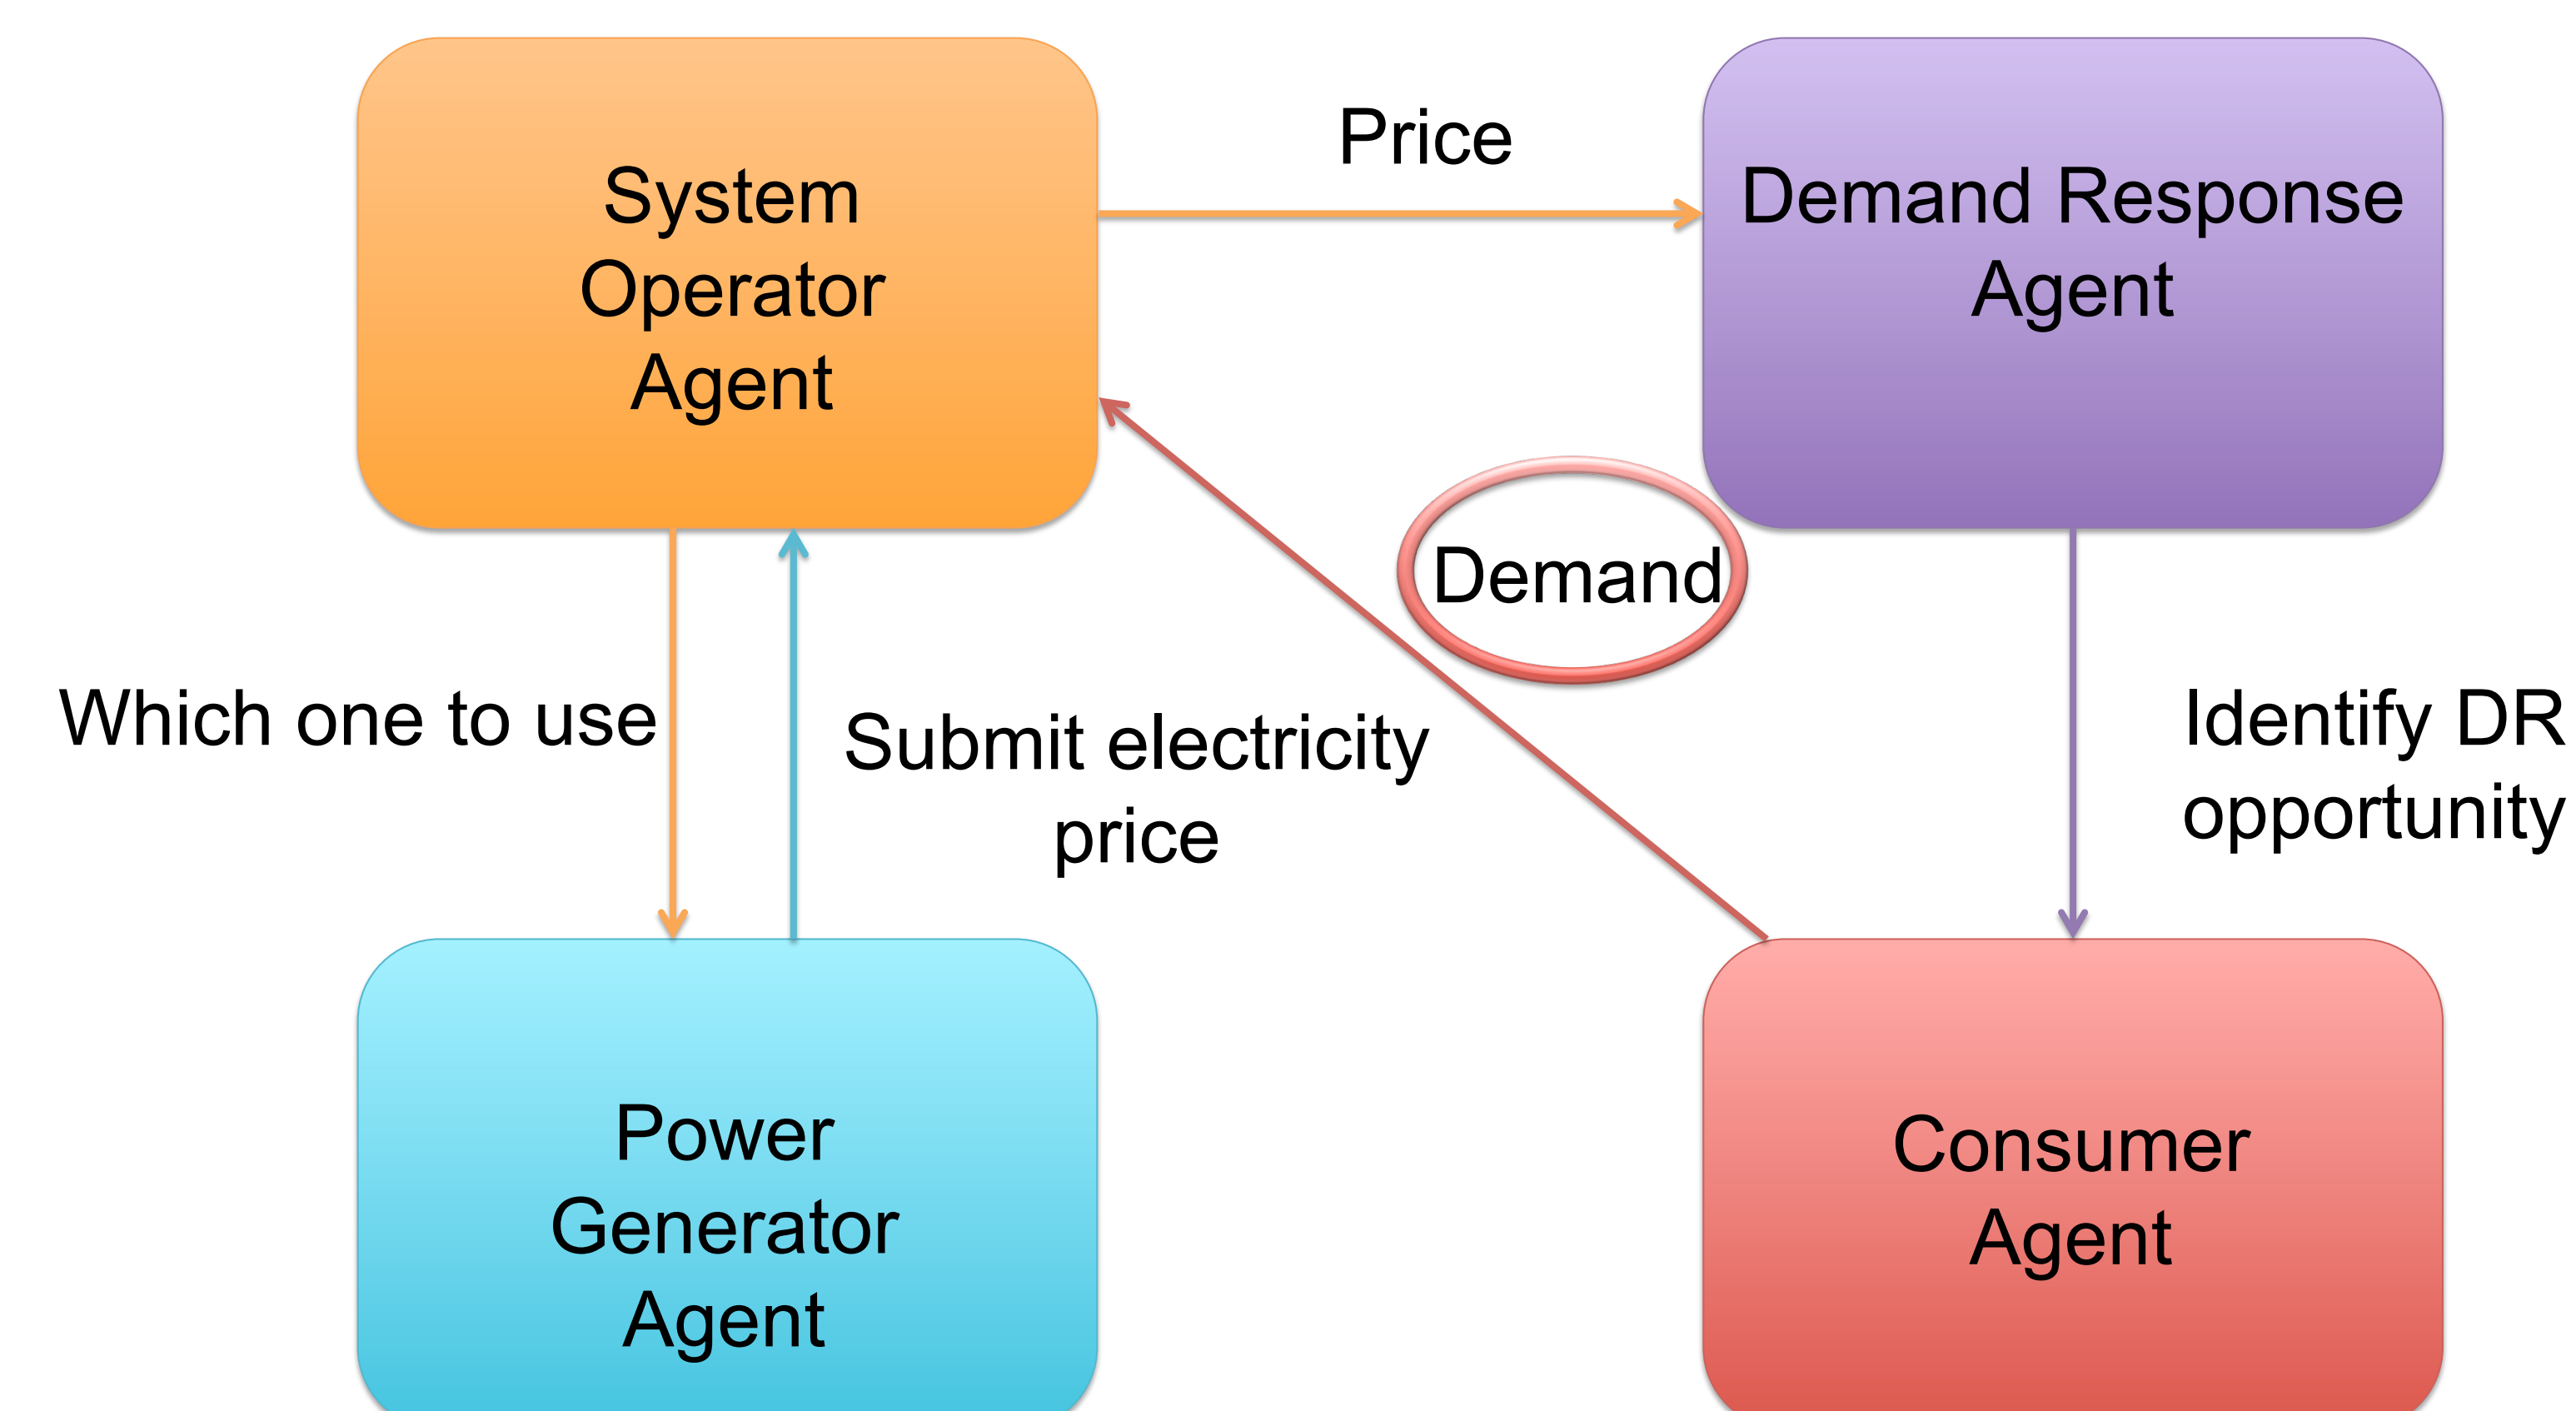 System
Operator
Agent
Price
Demand Response
Agent
Demand
Which one to use
Submit electricity
price
Identify DR
opportunity
Power
Generator
Agent
Consumer
Agent